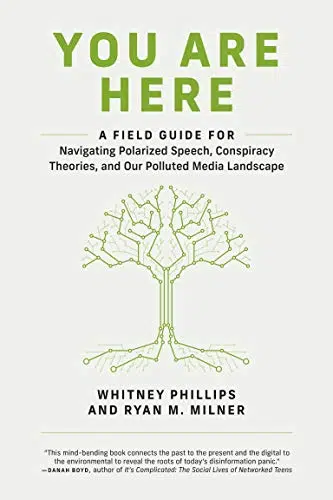 YOU ARE
HERE
A FIELD GUIDE FOR
Navigating Polarized Speech, Conspiracy
Theories, and Our Polluted Media Landscape
WHITNEY PHILLIPS
AND RYAN M. MILNER
"This mind-bending book connects the past to the present and the digital to
the environmental to reveal the roots of today's disinformation panic."
—DANAH BOYD, author of It's Complicated: The Social Lives of Networked Teens